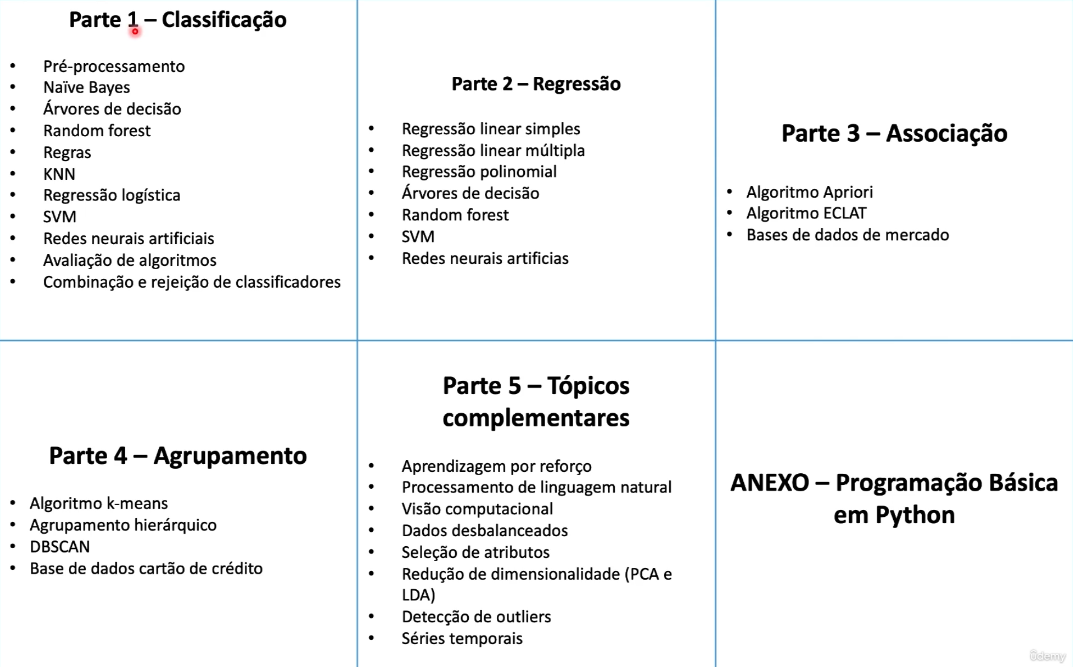 Parte 1 – Classificação
• Pré-processamento
• Naïve Bayes
• Árvores de decisão
• Random forest
• Regras
• KNN
• Regressão logística
• SVM
• Redes neurais artificiais
• Avaliação de algoritmos
• Combinação e rejeição de classificadores
Parte 2 – Regressão
• Regressão linear simples
• Regressão linear múltipla
• Regressão polinomial
• Árvores de decisão
• Random forest
• SVM
• Redes neurais artificias
Parte 3 – Associação
• Algoritmo Apriori
• Algoritmo ECLAT
• Bases de dados de mercado
Parte 4 – Agrupamento
• Algoritmo k-means
• Agrupamento hierárquico
• DBSCAN
• Base de dados cartão de crédito
Parte 5 – Tópicos
complementares
• Aprendizagem por reforço
• Processamento de linguagem natural
• Visão computacional
• Dados desbalanceados
• Seleção de atributos
• Redução de dimensionalidade (PCA e
LDA)
• Detecção de outliers
• Séries temporais
ANEXO – Programação Básica
em Python
ûdemy